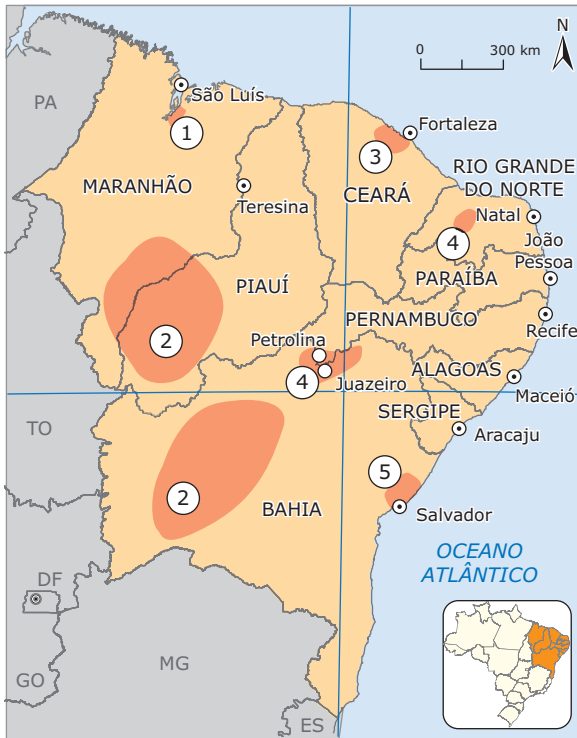 N
0 300 km
PA
São Luís
1
Fortaleza
3
MARANHÃO
CEARÁ
RIO GRANDE
DO NORTE
Teresina
Natal
4
João
Pessoa
PARAÍBA
PIAUÍ
PERNAMBUCO
Recife
2
Petrolina
4
Juazeiro
ALAGOAS
Maceió
SERGIPE
TO
Aracaju
5
2
BAHIA
Salvador
OCEANO
ATLÂNTICO
DF
MG
GO
ES